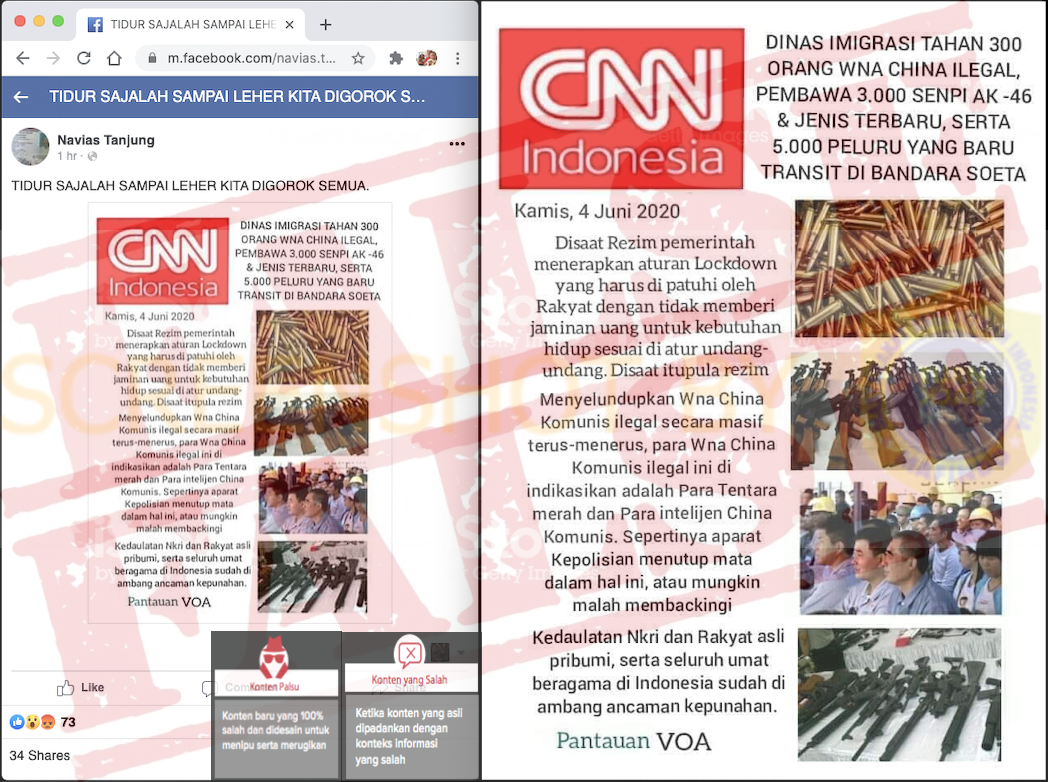 TIDUR SAJALAH SAMPAI LEHE
m.facebook.com/navias.t...
TIDUR SAJALAH SAMPAI LEHER KITA DIGOROK S...
Navias Tanjung
1 hr
TIDUR SAJALAH SAMPAI LEHER KITA DIGOROK SEMUA.
CNN
Indonesia
DINAS IMIGRASI TAHAN 300
ORANG WNA CHINA ILEGAL,
PEMBAWA 3.000 SENPI AK -46
& JENIS TERBARU, SERTA
5.000 PELURU YANG BARU
TRANSIT DI BANDARA SOETA
Kamis, 4 Juni 2020
Disaat Rezim pemerintah
menerapkan aturan Lockdown
yang harus di patuhi oleh
Rakyat dengan tidak memberi
jaminan uang untuk kebutuhan
hidup sesuai di atur undang-
undang. Disaat itupula rezim
Menyelundupkan Wna China
Komunis ilegal secara masif
terus-menerus, para Wna China
Komunis ilegal ini di
indikasikan adalah Para Tentara
merah dan Para intelijen China
Komunis. Sepertinya aparat
Kepolisian menutup mata
dalam hal ini, atau mungkin
malah membackingi
Kedaulatan Nkri dan Rakyat asli
pribumi, serta seluruh umat
beragama di Indonesia sudah di
ambang ancaman kepunahan.
Pantauan VOA
Like
Comment
Share
73
34 Shares
Konten Palsu
Konten baru yang 100%
salah dan didesain untuk
menipu serta merugikan
Konten yang Salah
Ketika konten yang asli
dipadankan dengan
konteks informasi
yang salah
CNN
Indonesia
DINAS IMIGRASI TAHAN 300
ORANG WNA CHINA ILEGAL,
PEMBAWA 3.000 SENPI AK -46
& JENIS TERBARU, SERTA
5.000 PELURU YANG BARU
TRANSIT DI BANDARA SOETA
Kamis, 4 Juni 2020
Disaat Rezim pemerintah
menerapkan aturan Lockdown
yang harus di patuhi oleh
Rakyat dengan tidak memberi
jaminan uang untuk kebutuhan
hidup sesuai di atur undang-
undang. Disaat itupula rezim
Menyelundupkan Wna China
Komunis ilegal secara masif
terus-menerus, para Wna China
Komunis ilegal ini di
indikasikan adalah Para Tentara
merah dan Para intelijen China
Komunis. Sepertinya aparat
Kepolisian menutup mata
dalam hal ini, atau mungkin
malah membackingi
Kedaulatan Nkri dan Rakyat asli
pribumi, serta seluruh umat
beragama di Indonesia sudah di
ambang ancaman kepunahan.
Pantauan VOA
FALSE
FALSE